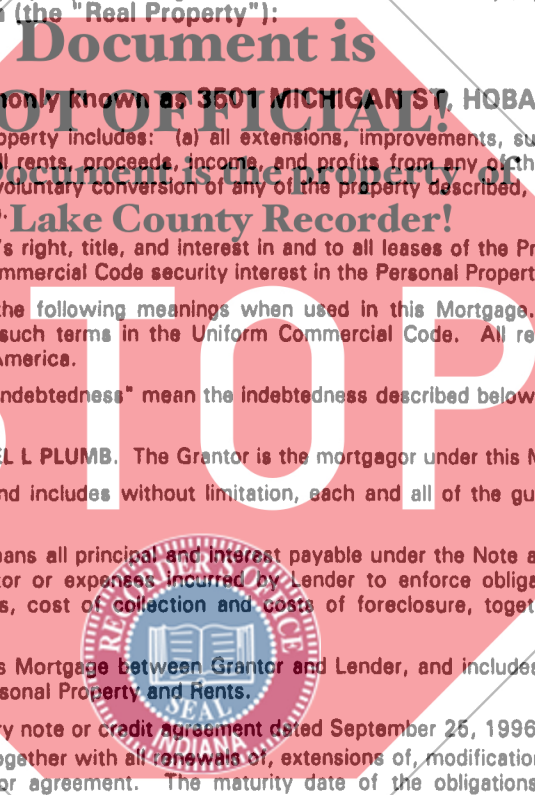 (the "Real Property"):
Document is
monly known as 3501 MICHIGAN ST, HOBA
OT OFFICIAL!
operty includes: (a) all extensions, improvements, su
ll rents, proceeds, income, and profits from any of th
ocument is the property of
voluntary conversion of any of the property described,
Lake County Recorder!
's right, title, and interest in and to all leases of the Pr
mmercial Code security interest in the Personal Propert
the following meanings when used in this Mortgage.
such terms in the Uniform Commercial Code. All re
America.
STOP
ndebtedness" mean the indebtedness described below
EL L PLUMB. The Grantor is the mortgagor under this M
nd includes without limitation, each and all of the gu
eans all principal and interest payable under the Note a
tor or expenses incurred by Lender to enforce obliga
s, cost of collection and costs of foreclosure, toget
RECORDER'S OFFICE
s Mortgage between Grantor and Lender, and includes
rsonal Property and Rents.
SEAL
INDIANA
ry note or credit agreement dated September 25, 1996
ogether with all renewals of, extensions of, modification
or agreement. The maturity date of the obligations